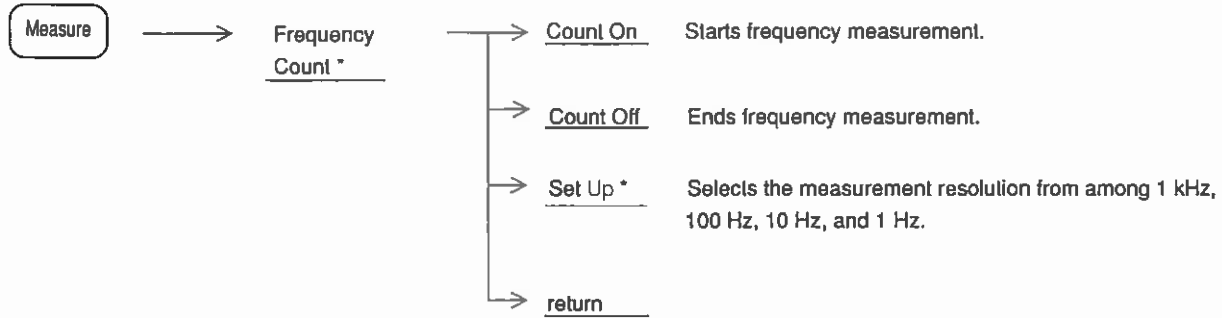 Measure
Frequency
Count *
Count On Starts frequency measurement.
Count Off Ends frequency measurement.
Set Up * Selects the measurement resolution from among 1 kHz,
100 Hz, 10 Hz, and 1 Hz.
return